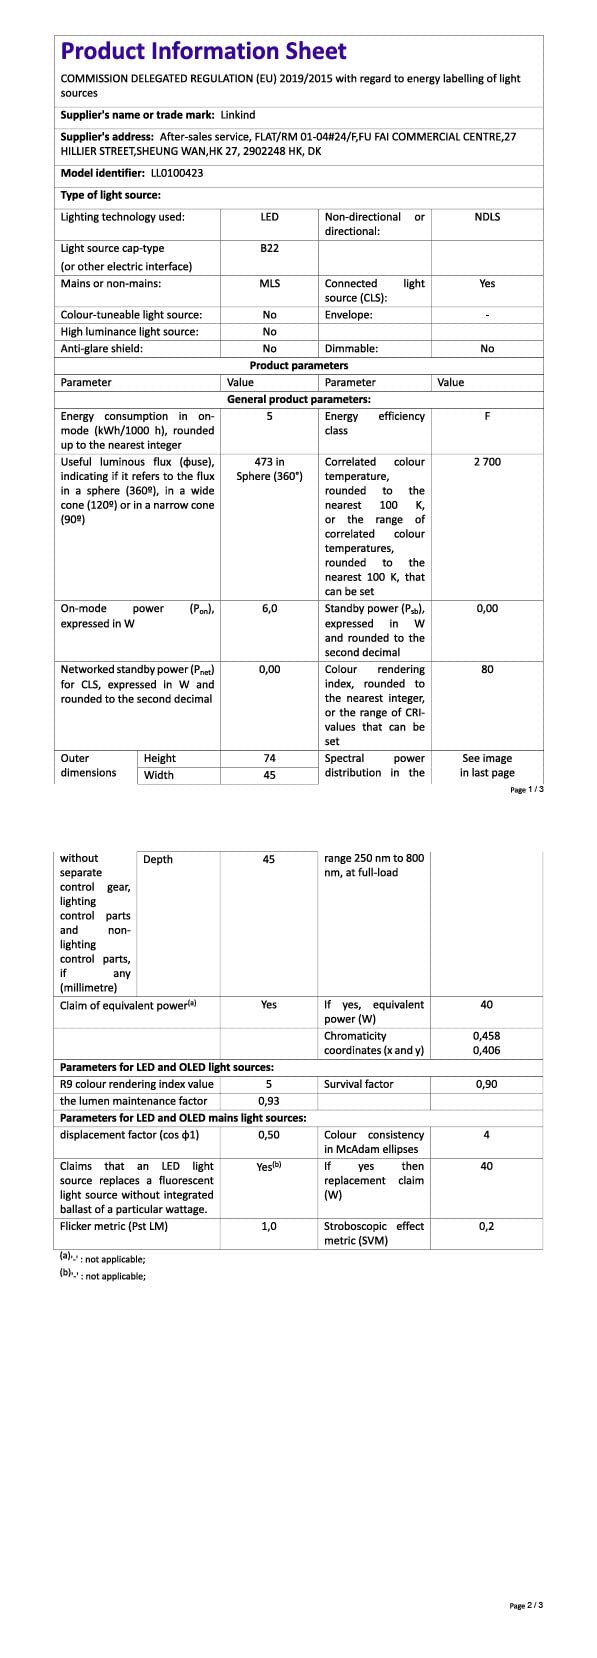 Product Information Sheet
COMMISSION DELEGATED REGULATION (EU) 2019/2015 with regard to energy labelling of light
sources
Supplier's name or trade mark: Linkind
Supplier's address: After-sales service, FLAT/RM 01-04#24/F,FU FAI COMMERCIAL CENTRE,27
HILLIER STREET,SHEUNG WAN,HK 27, 2902248 HK, DK
Model identifier: LL0100423
Type of light source:
Lighting technology used: LED Non-directional or
directional: NDLS
Light source cap-type
(or other electric interface) B22
Mains or non-mains: MLS Connected light
source (CLS): Yes
Colour-tuneable light source: No Envelope: -
High luminance light source: No
Anti-glare shield: No Dimmable: No
Product parameters
Parameter Value Parameter Value
General product parameters:
Energy consumption in on-
mode (kWh/1000 h), rounded
up to the nearest integer
5
Energy efficiency
class
F
Useful luminous flux (ɸuse),
indicating if it refers to the flux
in a sphere (360º), in a wide
cone (120º) or in a narrow cone
(90º)
473 in
Sphere (360°)
Correlated colour
temperature,
rounded to the
nearest 100 K,
or the range of
correlated colour
temperatures,
rounded to the
nearest 100 K, that
can be set
2 700
On-mode power (Pon),
expressed in W
6,0
Standby power (Psb),
expressed in W
and rounded to the
second decimal
0,00
Networked standby power (Pnet)
for CLS, expressed in W and
rounded to the second decimal
0,00
Colour rendering
index, rounded to
the nearest integer,
or the range of CRI-
values that can be
set
80
Outer
dimensions
Height 74
Width 45
Spectral power
distribution in the
See image
in last page
Page 1 / 3
without
separate
control gear,
lighting
control parts
and non-
lighting
control parts,
if any
(millimetre)
Depth 45
range 250 nm to 800
nm, at full-load
Claim of equivalent power(a) Yes
If yes, equivalent
power (W)
40
Chromaticity
coordinates (x and y)
0,458
0,406
Parameters for LED and OLED light sources:
R9 colour rendering index value 5 Survival factor 0,90
the lumen maintenance factor 0,93
Parameters for LED and OLED mains light sources:
displacement factor (cos ɸ1) 0,50
Colour consistency
in McAdam ellipses
4
Claims that an LED light
source replaces a fluorescent
light source without integrated
ballast of a particular wattage.
Yes(b)
If yes then
replacement claim
(W)
40
Flicker metric (Pst LM) 1,0
Stroboscopic effect
metric (SVM)
0,2
(a)'-' : not applicable;
(b)'-' : not applicable;
Page 2 / 3